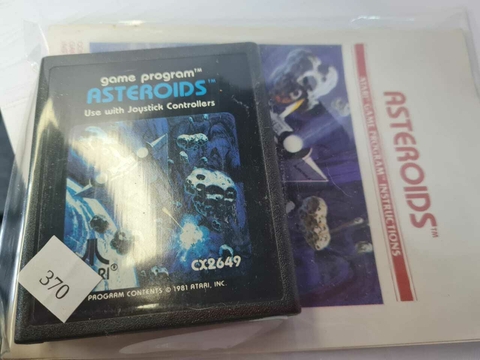 game program™
ASTEROIDS™
Use with Joystick Controllers
CX2649
ARI®
370
PROGRAM CONTENTS © 1981 ATARI, INC.
ASTEROIDS™
ATARI® GAME PROGRAM™ INSTRUCTIONS